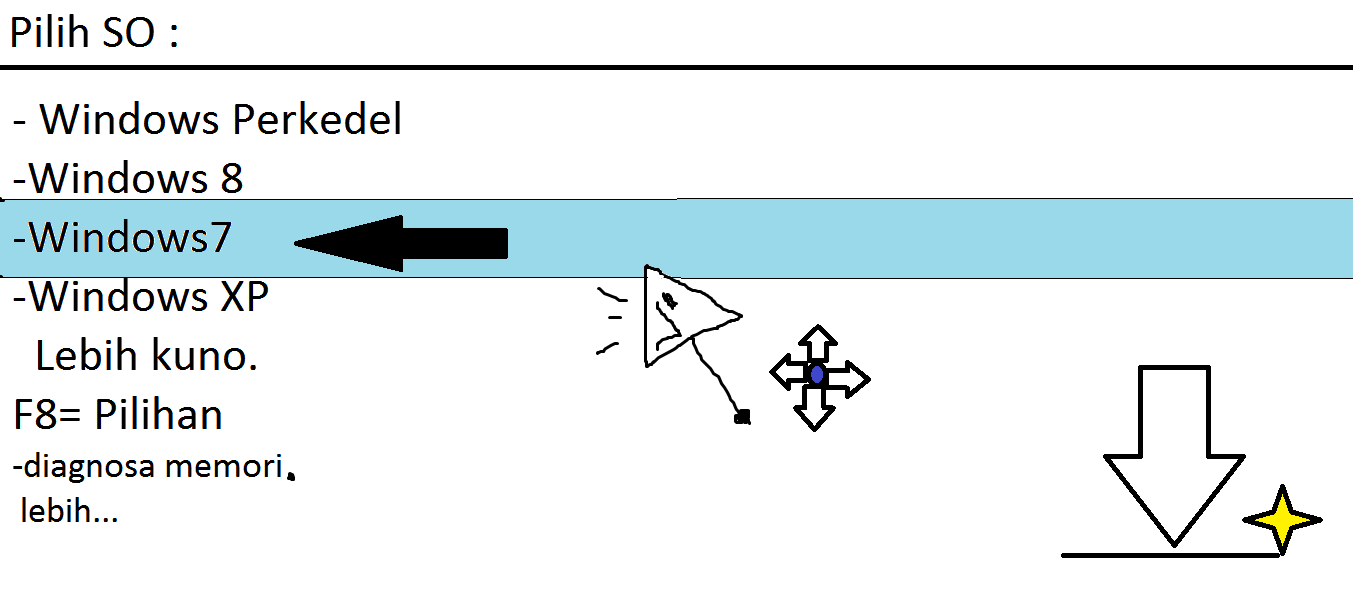 Pilih SO :
- Windows Perkedel
-Windows 8
-Windows7
-Windows XP
Lebih kuno.
F8= Pilihan
-diagnosa memori.
lebih...